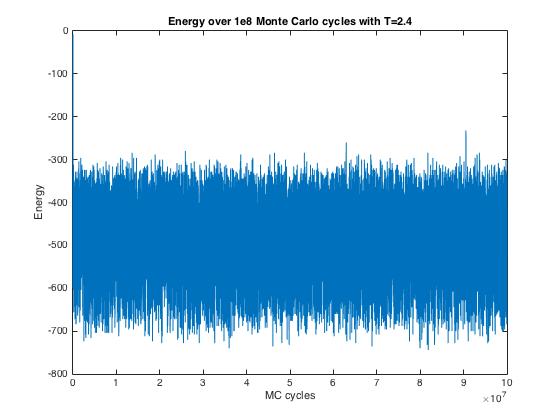 Energy over 1e8 Monte Carlo cycles with T=2.4
0
-100
-200
-300
-400
-500
-600
-700
-800
Energy
0 1 2 3 4 5 6 7 8 9 10
MC cycles
×10^7